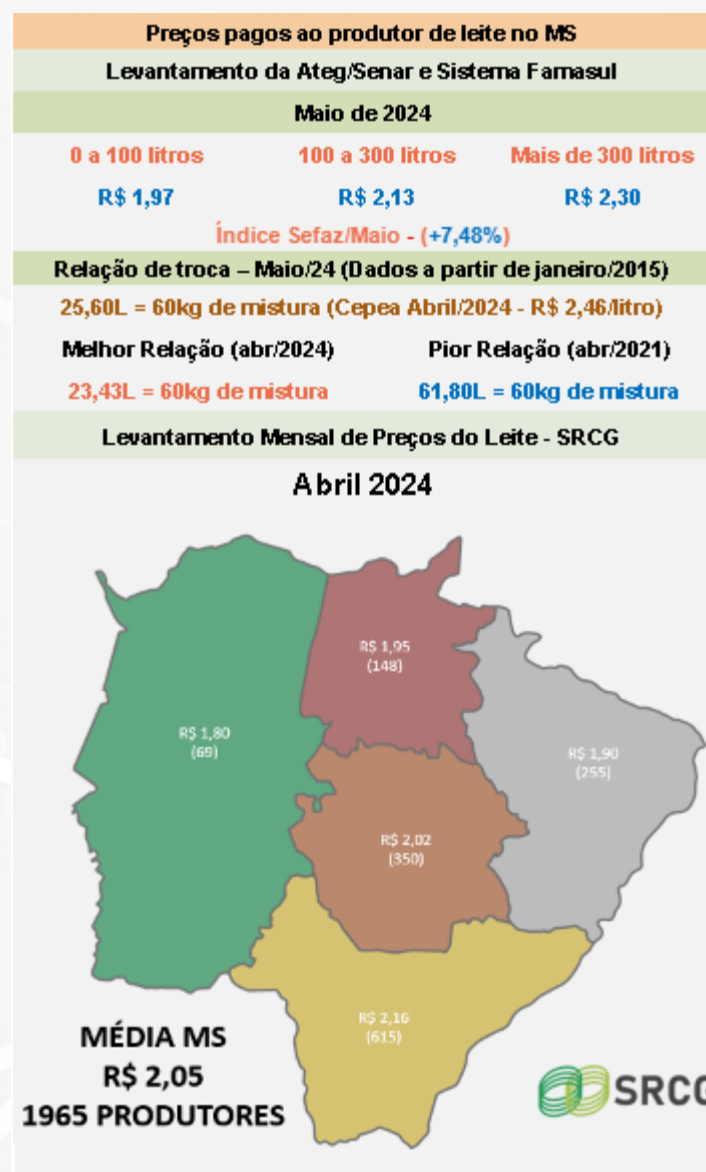 Preços pagos ao produtor de leite no MS
Levantamento da Ateg/Senar e Sistema Famasul
Maio de 2024
0 a 100 litros 100 a 300 litros Mais de 300 litros
R$ 1,97 R$ 2,13 R$ 2,30
Índice Sefaz/Maio - (+7,48%)
Relação de troca – Maio/24 (Dados a partir de janeiro/2015)
25,60L = 60kg de mistura (Cepea Abril/2024 - R$ 2,46/litro)
Melhor Relação (abr/2024) Pior Relação (abr/2021)
23,43L = 60kg de mistura 61,80L = 60kg de mistura
Levantamento Mensal de Preços do Leite - SRCG
Abril 2024
R$ 1,95
(148)
R$ 1,80
(69)
R$ 1,90
(255)
R$ 2,02
(350)
R$ 2,16
(615)
MÉDIA MS
R$ 2,05
1965 PRODUTORES
SRCG